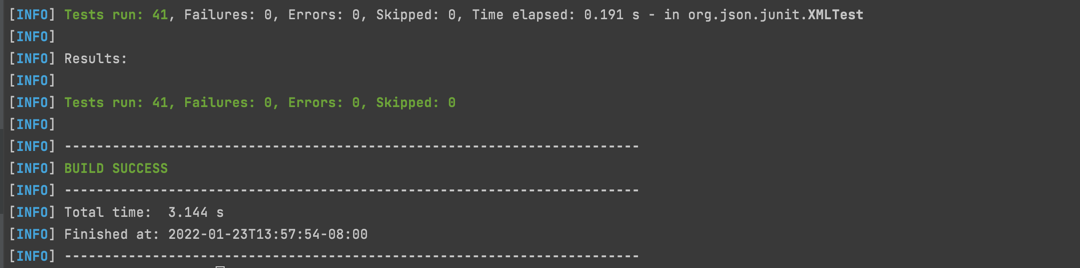 [INFO] Tests run: 41, Failures: 0, Errors: 0, Skipped: 0, Time elapsed: 0.191 s - in org.json.junit.XMLTest
[INFO]
[INFO] Results:
[INFO]
[INFO] Tests run: 41, Failures: 0, Errors: 0, Skipped: 0
[INFO]
[INFO] ------------------------------------------------------------------------
[INFO] BUILD SUCCESS
[INFO] ------------------------------------------------------------------------
[INFO] Total time:  3.144 s
[INFO] Finished at: 2022-01-23T13:57:54-08:00
[INFO] ------------------------------------------------------------------------